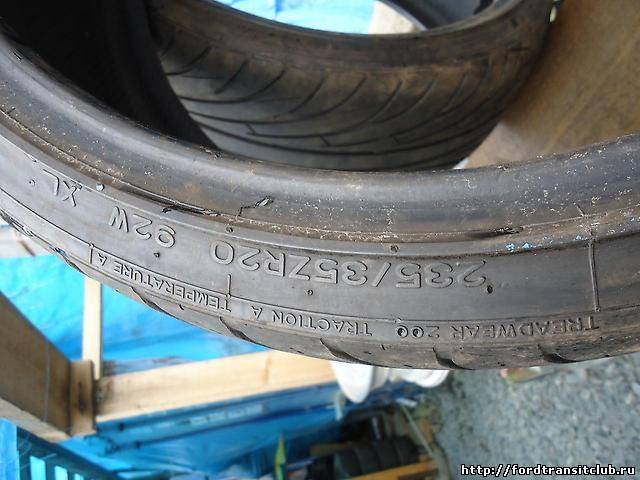 235/35ZR20 92W XL
TREADWEAR 200 TRACTION A TEMPERATURE A
http://fordtransitclub.ru